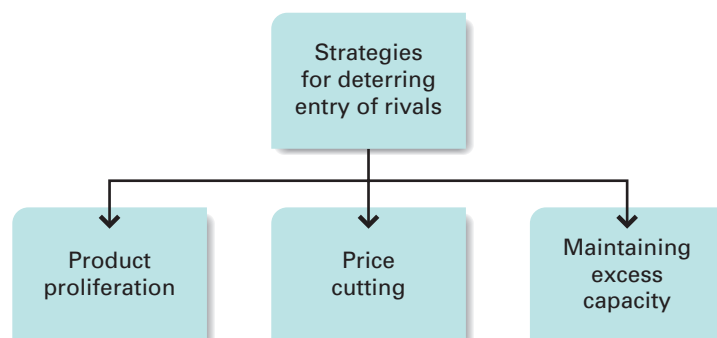 Strategies
for deterring
entry of rivals
Product
proliferation
Price
cutting
Maintaining
excess
capacity